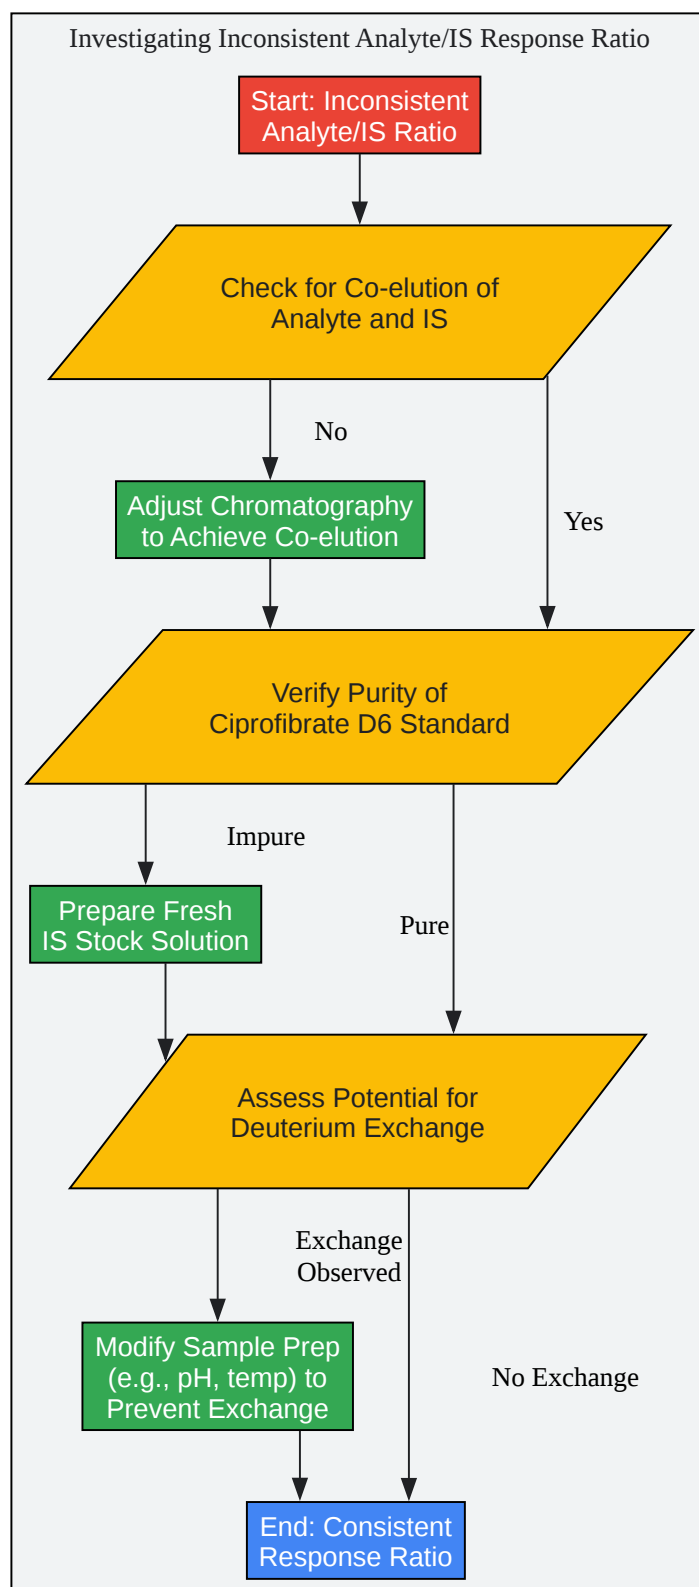 Investigating Inconsistent Analyte/IS Response Ratio
Start: Inconsistent
Analyte/IS Ratio
Check for Co-elution of
Analyte and IS
No
Yes
Adjust Chromatography
to Achieve Co-elution
Verify Purity of
Ciprofibrate D6 Standard
Impure
Pure
Prepare Fresh
IS Stock Solution
Assess Potential for
Deuterium Exchange
Exchange
Observed
No Exchange
Modify Sample Prep
(e.g., pH, temp) to
Prevent Exchange
End: Consistent
Response Ratio